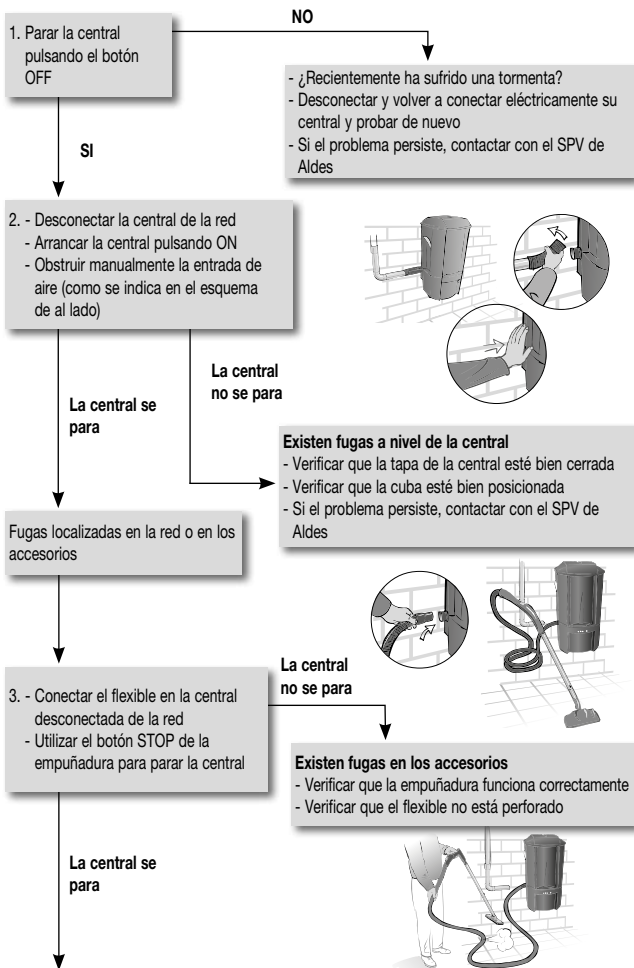 1. Parar la central
pulsando el botón
OFF
NO
- ¿Recientemente ha sufrido una tormenta?
- Desconectar y volver a conectar eléctricamente su
central y probar de nuevo
- Si el problema persiste, contactar con el SPV de
Aldes
SI
2. - Desconectar la central de la red
- Arrancar la central pulsando ON
- Obstruir manualmente la entrada de
aire (como se indica en el esquema
de al lado)
La central
no se para
La central se
para
Existen fugas a nivel de la central
- Verificar que la tapa de la central esté bien cerrada
- Verificar que la cuba esté bien posicionada
- Si el problema persiste, contactar con el SPV de
Aldes
Fugas localizadas en la red o en los
accesorios
La central
no se para
3. - Conectar el flexible en la central
desconectada de la red
- Utilizar el botón STOP de la
empuñadura para parar la central
Existen fugas en los accesorios
- Verificar que la empuñadura funciona correctamente
- Verificar que el flexible no está perforado
La central se
para